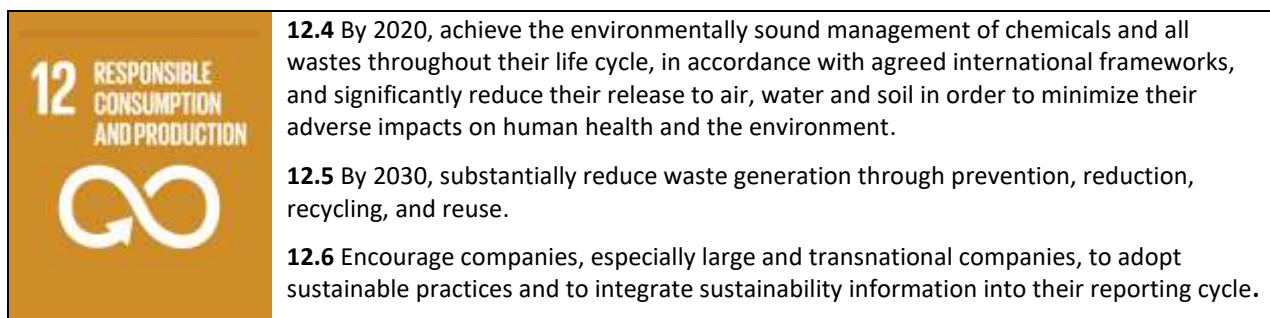 12 RESPONSIBLE
CONSUMPTION
AND PRODUCTION
12.4 By 2020, achieve the environmentally sound management of chemicals and all
wastes throughout their life cycle, in accordance with agreed international frameworks,
and significantly reduce their release to air, water and soil in order to minimize their
adverse impacts on human health and the environment.
12.5 By 2030, substantially reduce waste generation through prevention, reduction,
recycling, and reuse.
12.6 Encourage companies, especially large and transnational companies, to adopt
sustainable practices and to integrate sustainability information into their reporting cycle.